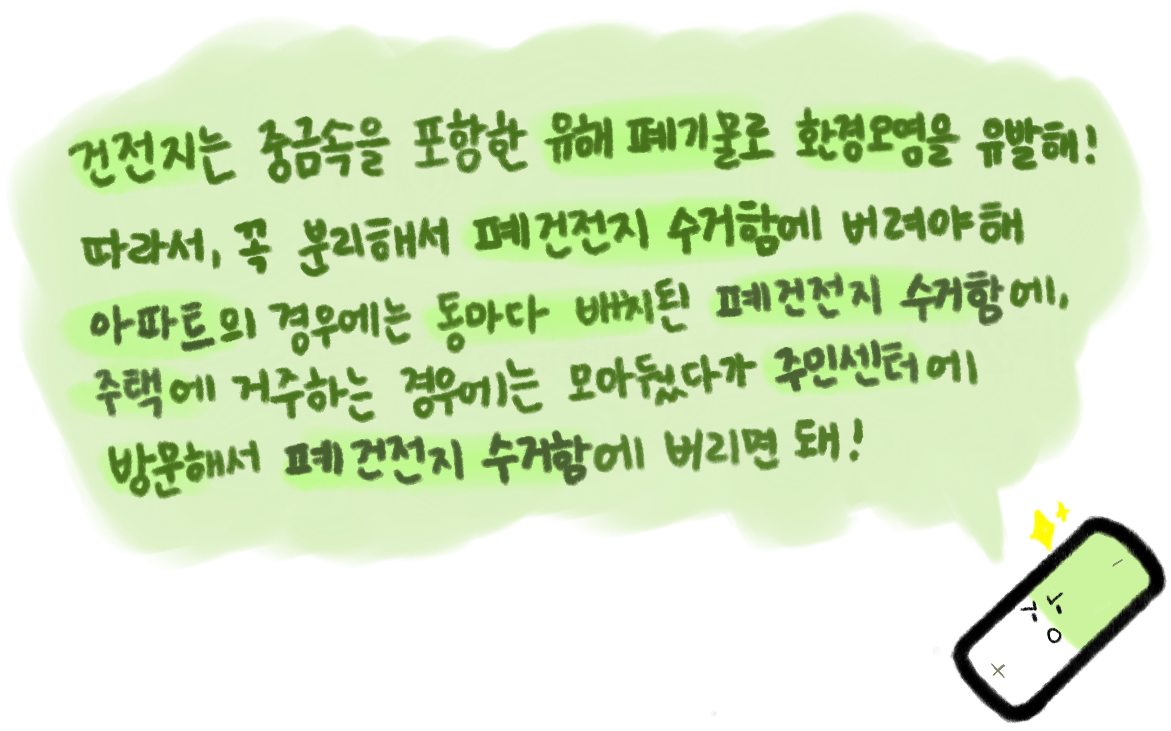 건전지는 중금속을 포함한 유해 폐기물로 환경오염을 유발해!
따라서, 꼭 분리해서 폐건전지 수거함에 버려야해
아파트의 경우에는 동마다 배치된 폐건전지 수거함에,
주택에 거주하는 경우에는 모아뒀다가 주민센터에
방문해서 폐건전지 수거함에 버리면 돼!